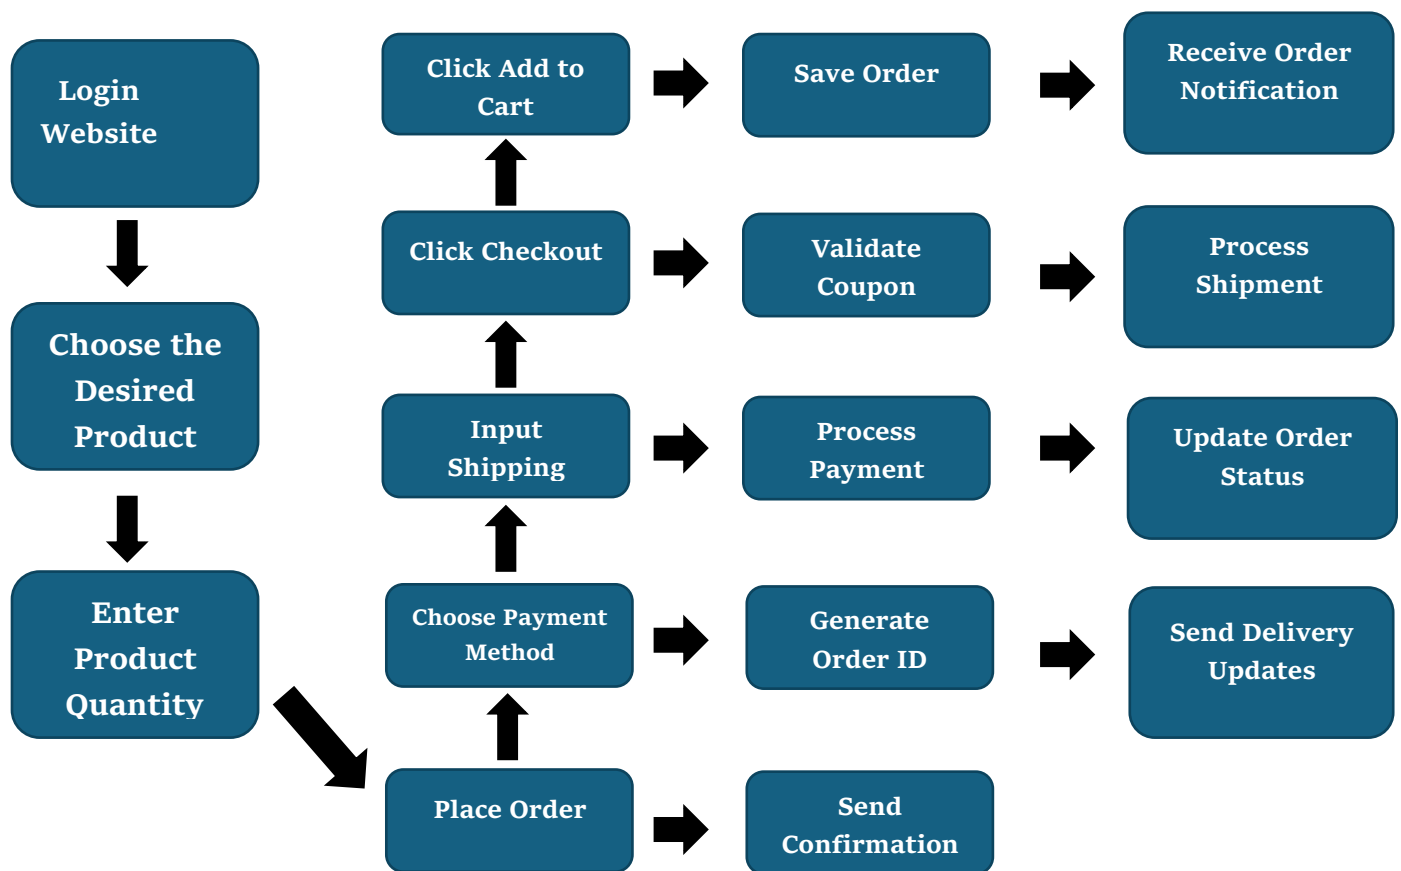 Login
Website
Choose the
Desired
Product
Enter
Product
Quantity
Click Add to
Cart
Click Checkout
Input
Shipping
Choose Payment
Method
Place Order
Save Order
Validate
Coupon
Process
Payment
Generate
Order ID
Send
Confirmation
Receive Order
Notification
Process
Shipment
Update Order
Status
Send Delivery
Updates